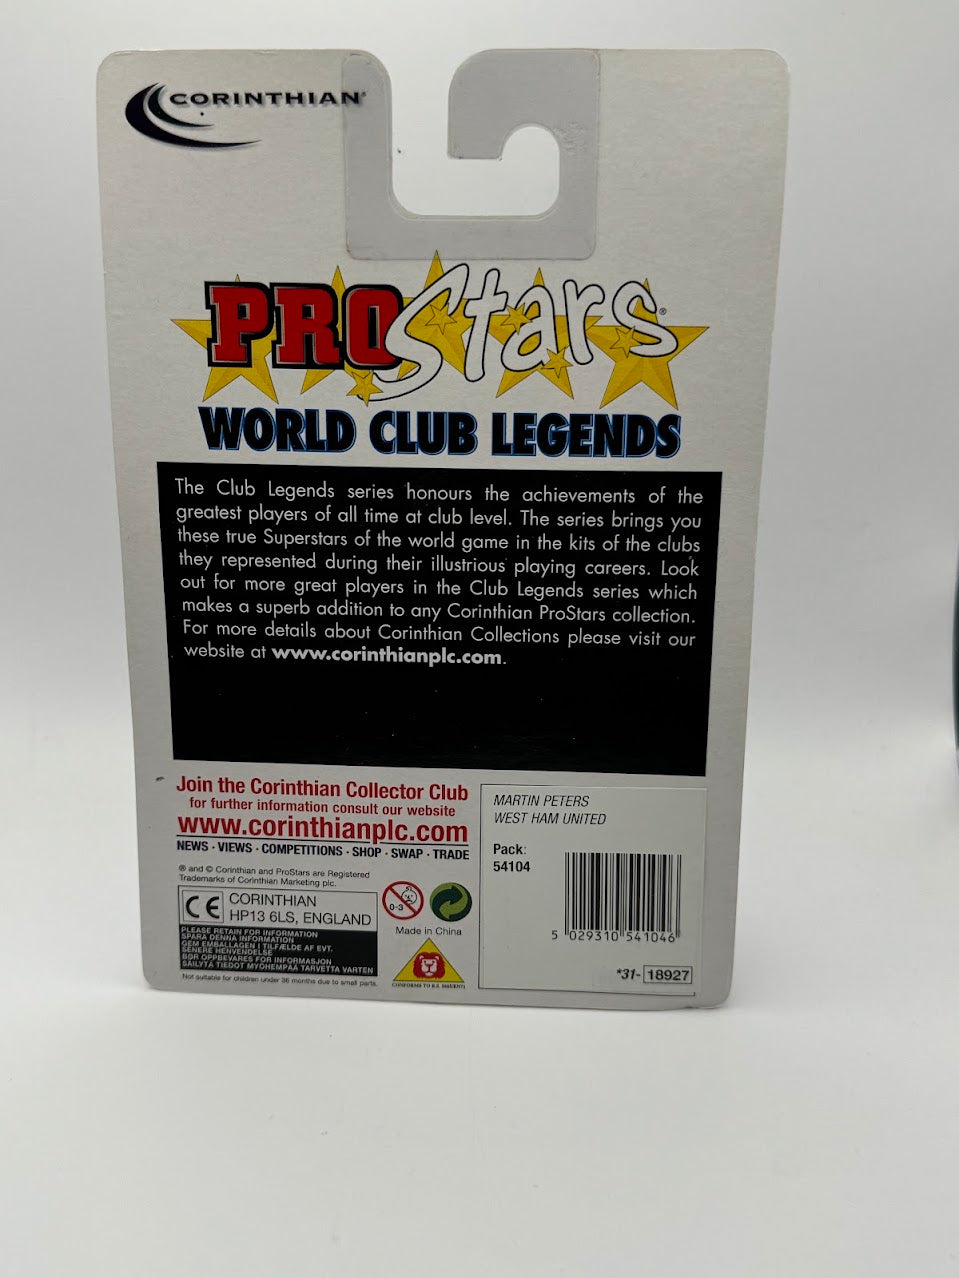 CORINTHIAN®
PROStars®
WORLD CLUB LEGENDS
The Club Legends series honours the achievements of the
greatest players of all time at club level. The series brings you
these true Superstars of the world game in the kits of the clubs
they represented during their illustrious playing careers. Look
out for more great players in the Club Legends series which
makes a superb addition to any Corinthian ProStars collection.
For more details about Corinthian Collections please visit our
website at www.corinthianplc.com.
Join the Corinthian Collector Club
for further information consult our website
www.corinthianplc.com
NEWS · VIEWS · COMPETITIONS · SHOP · SWAP · TRADE
® and © Corinthian and ProStars are Registered
Trademarks of Corinthian Marketing plc.
CE
CORINTHIAN
HP13 6LS, ENGLAND
PLEASE RETAIN FOR INFORMATION
SPARA DENNA INFORMATION
GEM EMBALLAGEN I TILFÆLDE AF EVT.
SENERE HENVENDELSE
BØR OPPBEVARES FOR INFORMASJON
SÄILYTÄ TIEDOT MYÖHEMPÄÄ TARVETTA VARTEN
Not suitable for children under 36 months due to small parts.
0-3
Made in China
CONFORMS TO B.S.
MARTIN PETERS
WEST HAM UNITED
Pack:
54104
5 029310 541046
*31- 18927